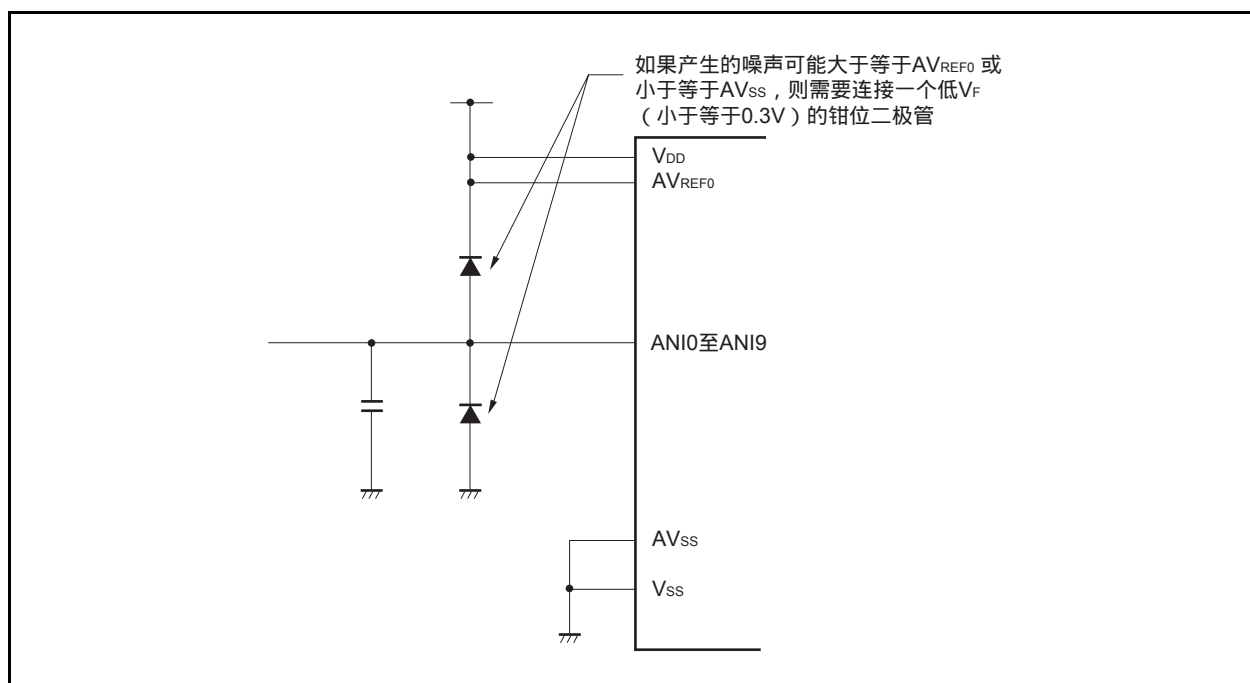 如果产生的噪声可能大于等于AVREF0 或
小于等于AVSS，则需要连接一个低VF
（小于等于0.3V）的钳位二极管
VDD
AVREF0
ANI0至ANI9
AVSS
VSS